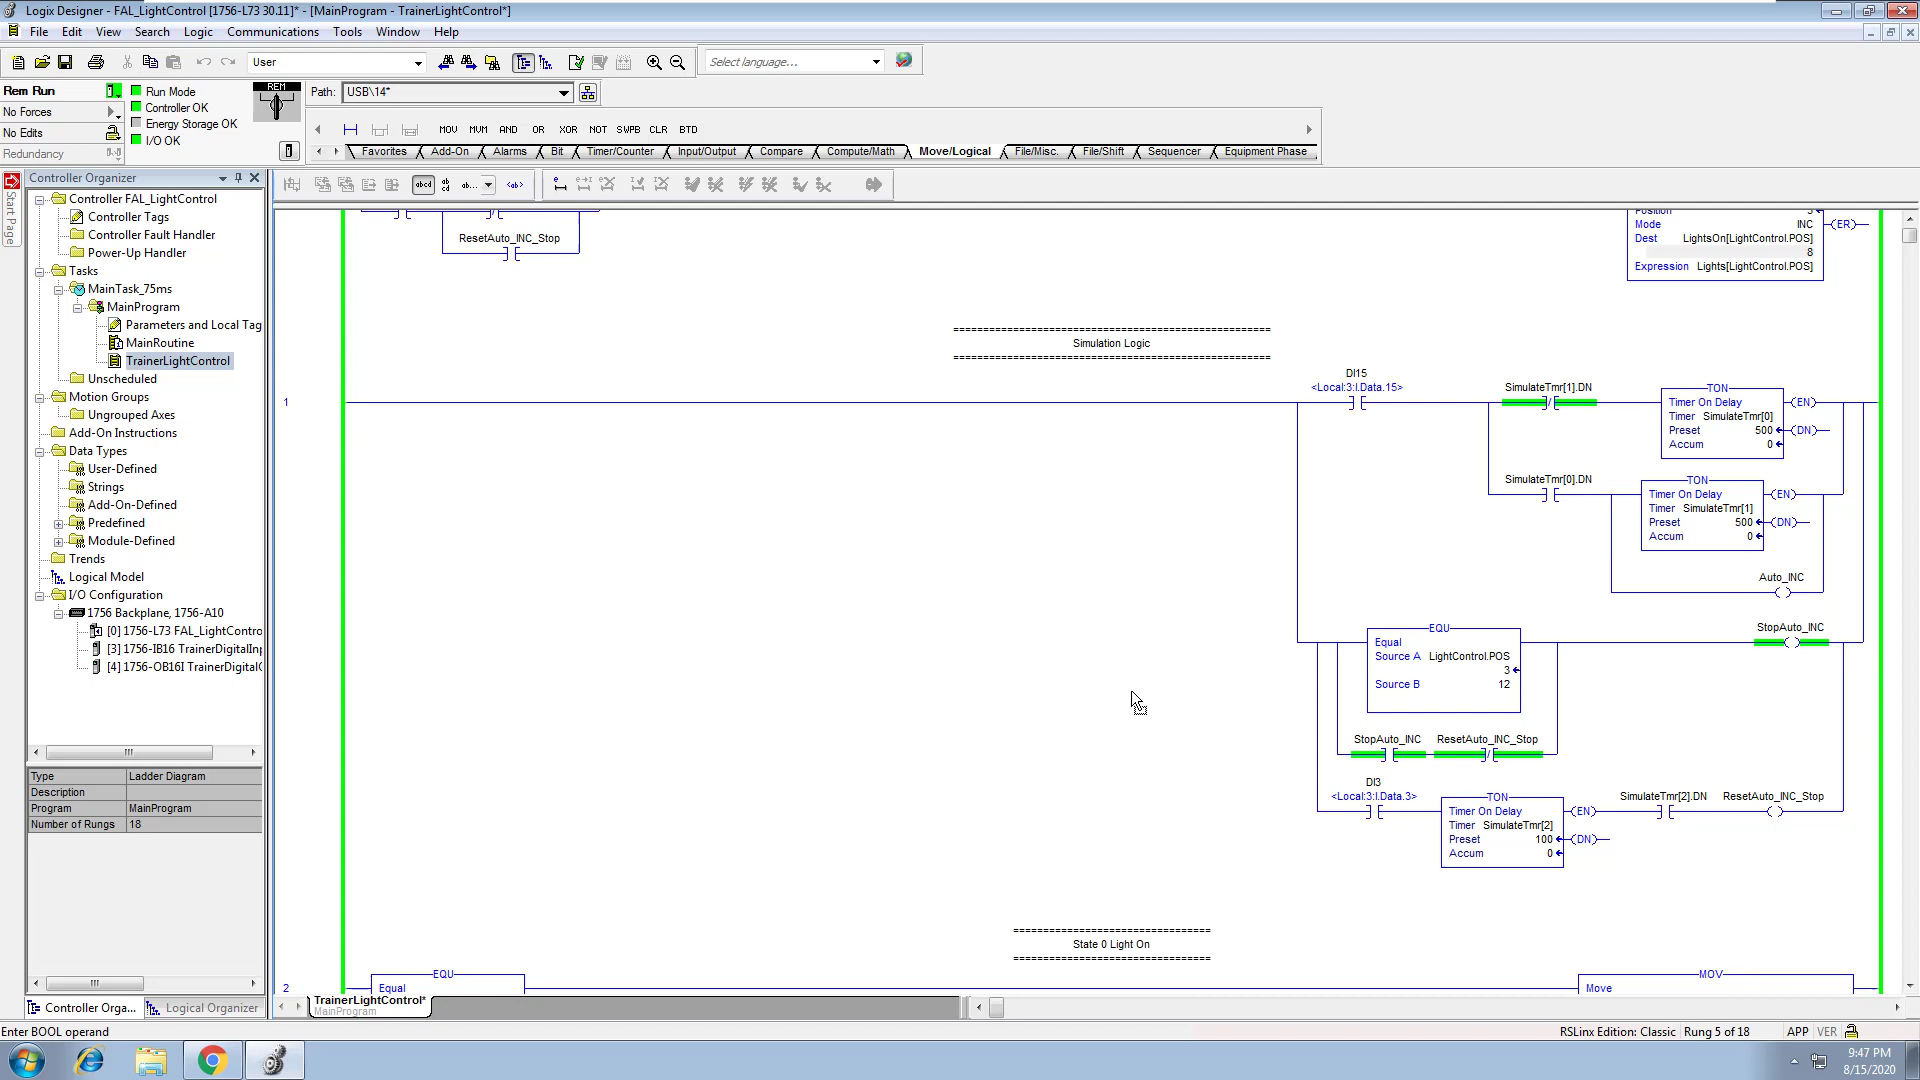 Logix Designer - FAL_LightControl [1756-L73 30.11]* - [MainProgram - TrainerLightControl*]
File Edit View Search Logic Communications Tools Window Help
User
Select language...
Rem Run
No Forces
No Edits
Redundancy
Run Mode
Controller OK
Energy Storage OK
I/O OK
REM
Path: USB\14*
MOV MVM AND OR XOR NOT SWPB CLR BTD
Favorites Add-On Alarms Bit Timer/Counter Input/Output Compare Compute/Math Move/Logical File/Misc. File/Shift Sequencer Equipment Phase
Start Page
Controller Organizer
Controller FAL_LightControl
Controller Tags
Controller Fault Handler
Power-Up Handler
Tasks
MainTask_75ms
MainProgram
Parameters and Local Tag
MainRoutine
TrainerLightControl
Unscheduled
Motion Groups
Ungrouped Axes
Add-On Instructions
Data Types
User-Defined
Strings
Add-On-Defined
Predefined
Module-Defined
Trends
Logical Model
I/O Configuration
1756 Backplane, 1756-A10
[0] 1756-L73 FAL_LightContro
[3] 1756-IB16 TrainerDigitalInp
[4] 1756-OB16I TrainerDigitalO
Type Ladder Diagram
Description
Program MainProgram
Number of Rungs 18
Controller Orga...
Logical Organizer
abcd
ab
cd
ab...
<ab>
ResetAuto_INC_Stop
Position 3
Mode INC
(ER)
Dest LightsOn[LightControl.POS]
8
Expression Lights[LightControl.POS]
Simulation Logic
1
DI15
<Local:3:I.Data.15>
SimulateTmr[1].DN
TON
Timer On Delay
(EN)
Timer SimulateTmr[0]
Preset 500
(DN)
Accum 0
SimulateTmr[0].DN
TON
Timer On Delay
(EN)
Timer SimulateTmr[1]
Preset 500
(DN)
Accum 0
Auto_INC
EQU
Equal
Source A LightControl.POS
3
Source B 12
StopAuto_INC
StopAuto_INC
ResetAuto_INC_Stop
DI3
<Local:3:I.Data.3>
TON
Timer On Delay
(EN)
Timer SimulateTmr[2]
Preset 100
(DN)
Accum 0
SimulateTmr[2].DN
ResetAuto_INC_Stop
State 0 Light On
2
EQU
Equal
MOV
Move
TrainerLightControl*
MainProgram
Enter BOOL operand
RSLinx Edition: Classic Rung 5 of 18 APP VER
9:47 PM
8/15/2020